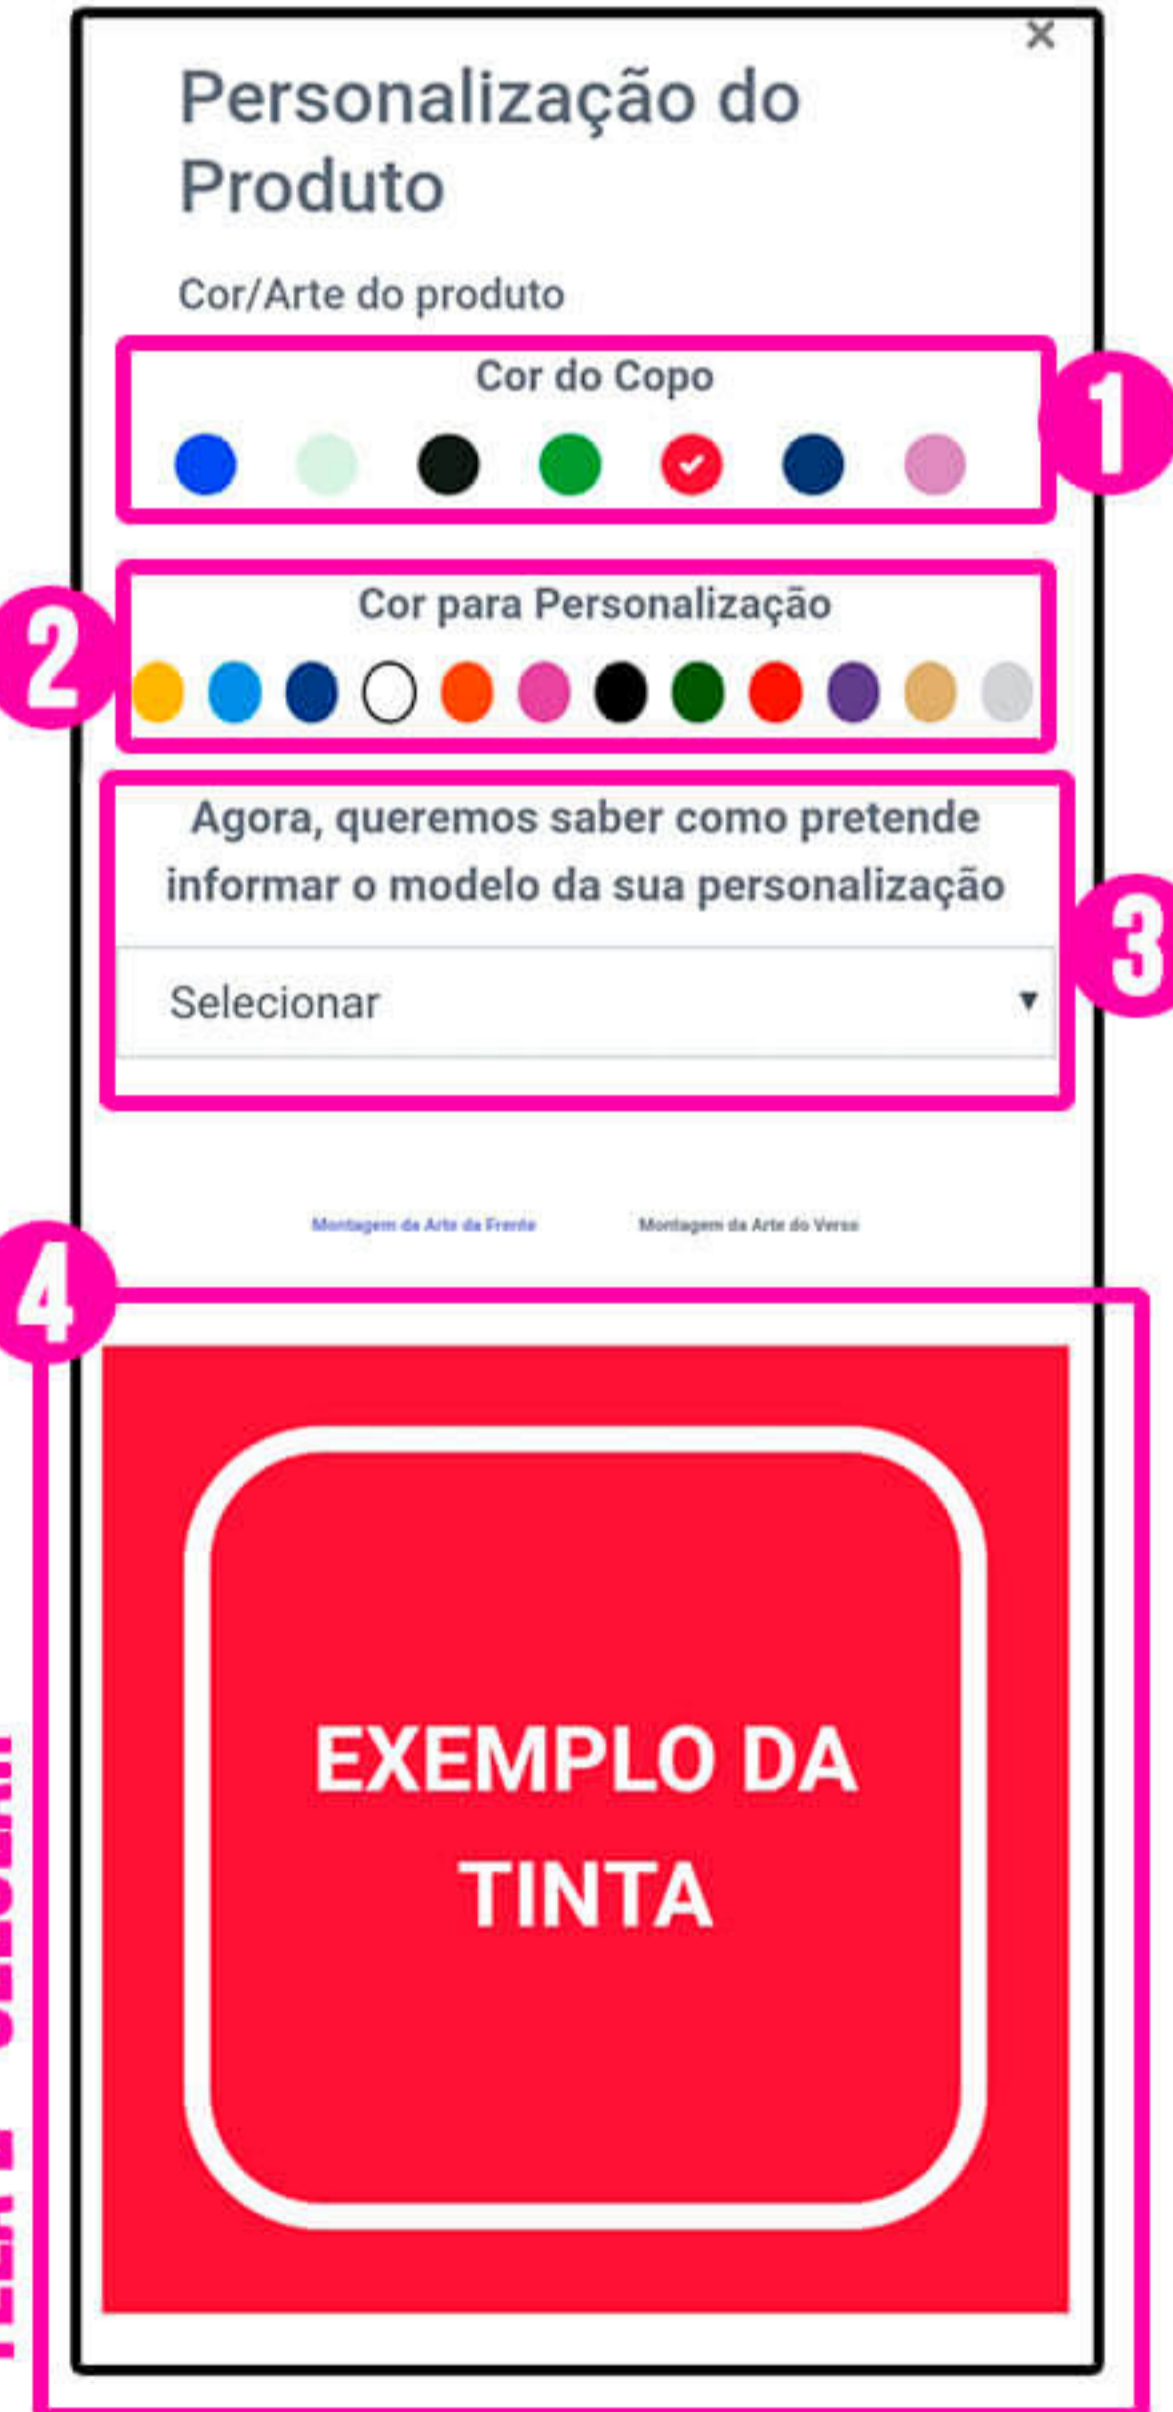 Personalização do
Produto
Cor/Arte do produto
Cor do Copo
1
2
Cor para Personalização
Agora, queremos saber como pretende
informar o modelo da sua personalização
3
Selecionar
Montagem da Arte da Frente
Montagem da Arte do Verso
4
EXEMPLO DA
TINTA